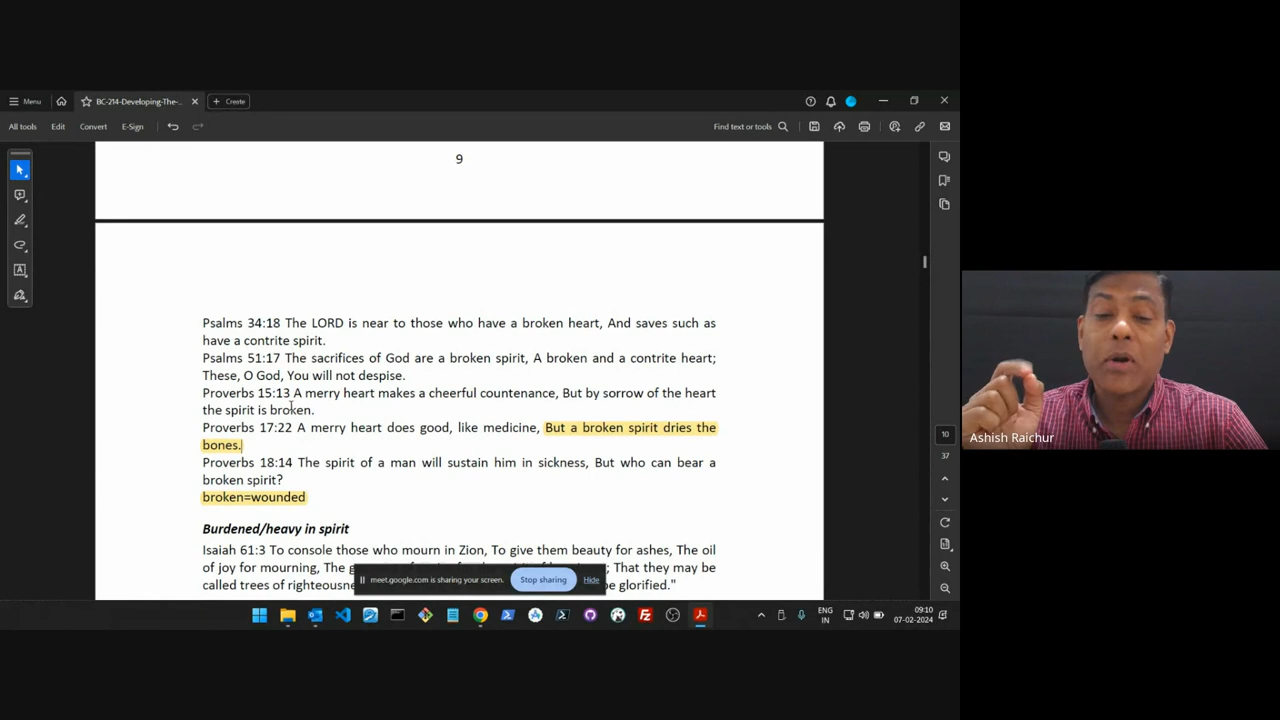 Menu
BC-214-Developing-The-...
Create
All tools
Edit
Convert
E-Sign
Find text or tools
9
Psalms 34:18 The LORD is near to those who have a broken heart, And saves such as
have a contrite spirit.
Psalms 51:17 The sacrifices of God are a broken spirit, A broken and a contrite heart;
These, O God, You will not despise.
Proverbs 15:13 A merry heart makes a cheerful countenance, But by sorrow of the heart
the spirit is broken.
Proverbs 17:22 A merry heart does good, like medicine, But a broken spirit dries the
bones.
Proverbs 18:14 The spirit of a man will sustain him in sickness, But who can bear a
broken spirit?
broken=wounded
Burdened/heavy in spirit
Isaiah 61:3 To console those who mourn in Zion, To give them beauty for ashes, The oil
of joy for mourning, The ; That they may be
called trees of be glorified."
meet.google.com is sharing your screen.
Stop sharing
Hide
10
37
Ashish Raichur
ENG
IN
09:10
07-02-2024